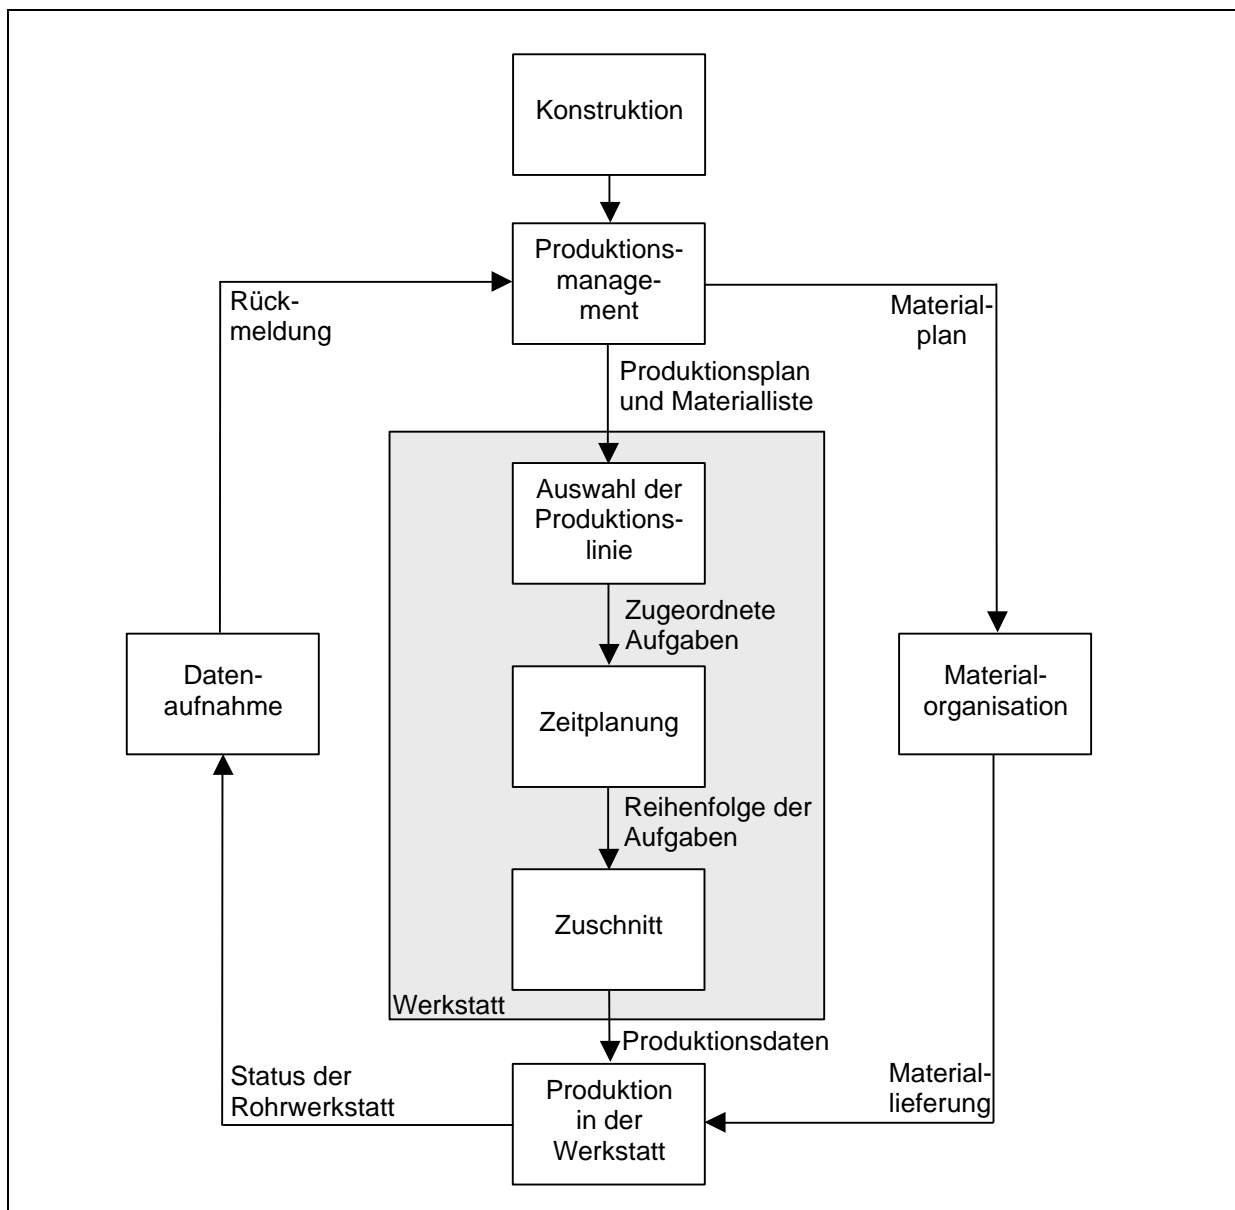 Konstruktion
Produktions-
manage-
ment
Rück-
meldung
Material-
plan
Produktionsplan
und Materialliste
Auswahl der
Produktions-
linie
Zugeordnete
Aufgaben
Daten-
aufnahme
Zeitplanung
Material-
organisation
Reihenfolge der
Aufgaben
Zuschnitt
Werkstatt
Produktionsdaten
Status der
Rohrwerkstatt
Produktion
in der
Werkstatt
Material-
lieferung